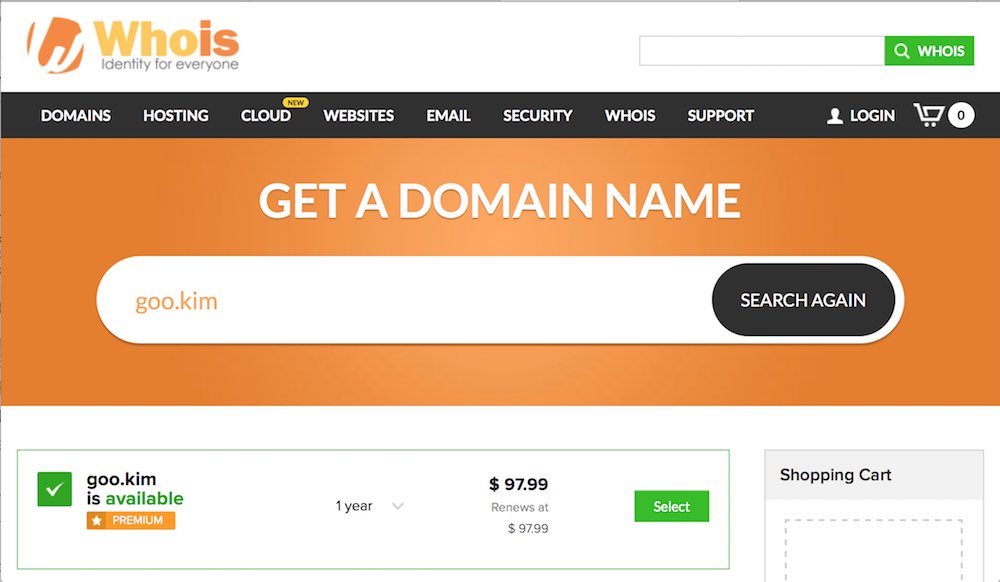 Whois
Identity for everyone
WHOIS
DOMAINS HOSTING CLOUD NEW WEBSITES EMAIL SECURITY WHOIS SUPPORT LOGIN 0
GET A DOMAIN NAME
goo.kim SEARCH AGAIN
goo.kim
is available
PREMIUM
1 year
$ 97.99
Renews at
$ 97.99
Select
Shopping Cart